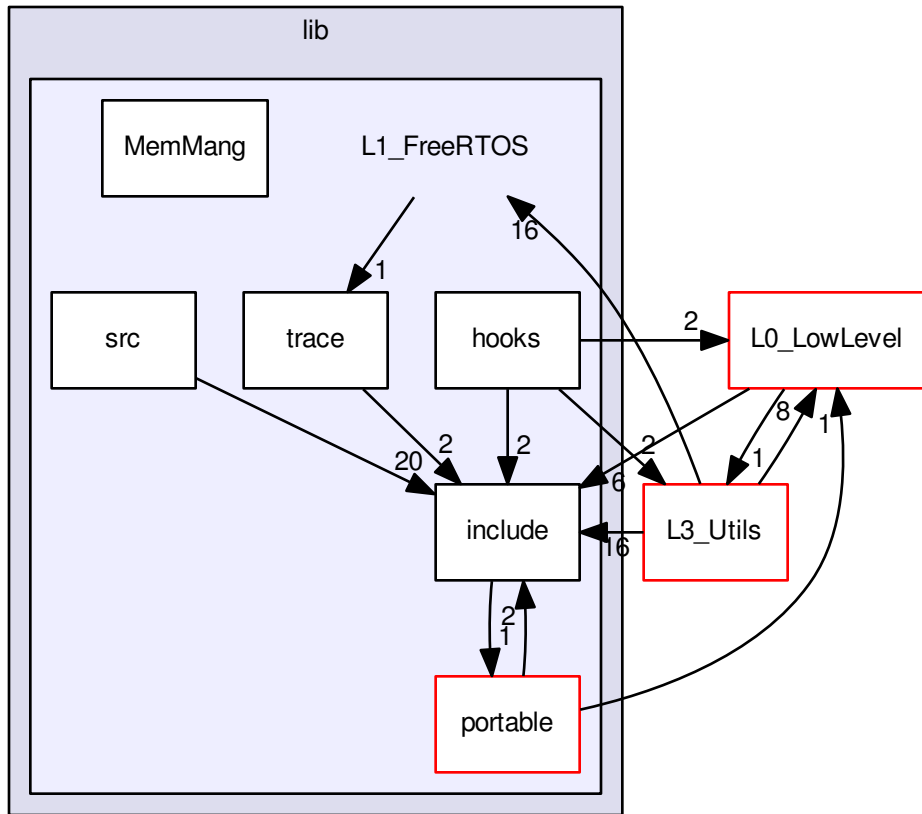 lib
MemMang
L1_FreeRTOS
16
1
src
trace
hooks
2
L0_LowLevel
8
1
20
2
2
2
1
6
include
16
L3_Utils
2
1
portable